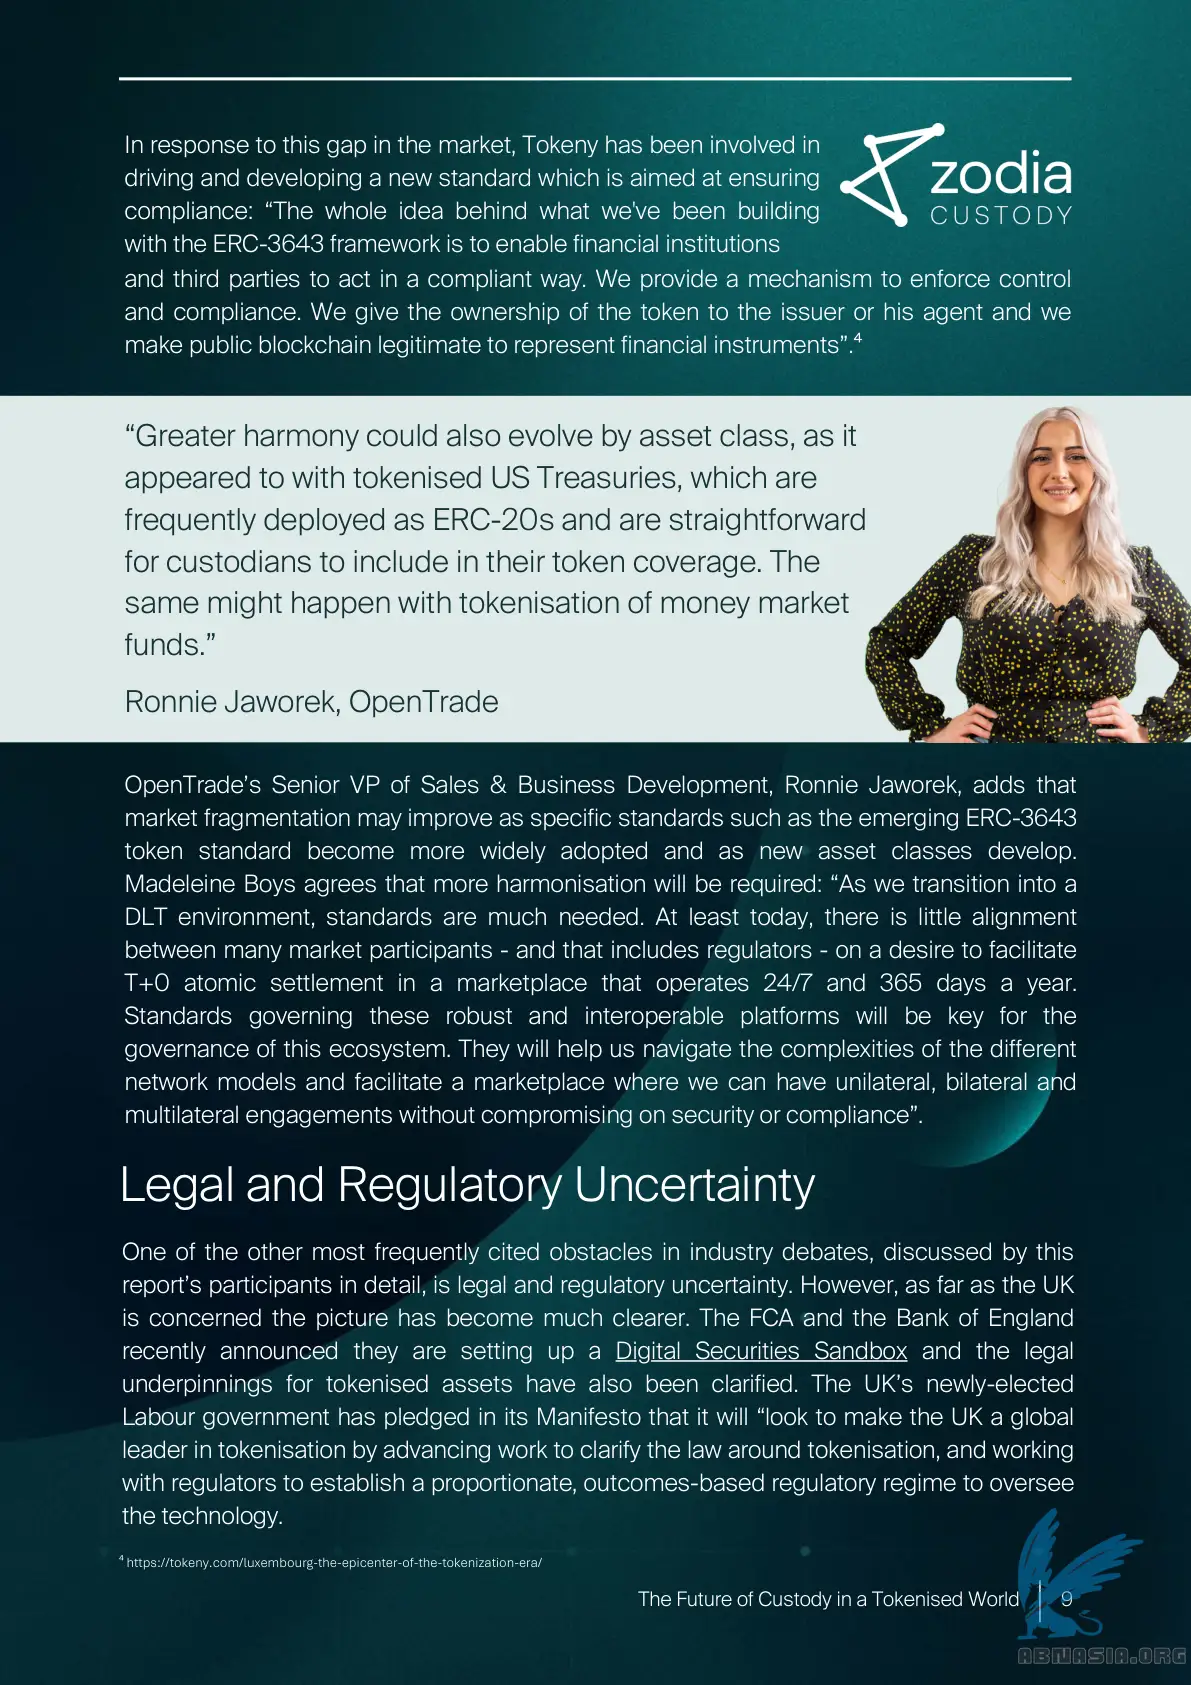 In response to this gap in the market, Tokeny has been involved in
driving and developing a new standard which is aimed at ensuring
compliance: “The whole idea behind what we've been building
with the ERC-3643 framework is to enable financial institutions
and third parties to act in a compliant way. We provide a mechanism to enforce control
and compliance. We give the ownership of the token to the issuer or his agent and we
make public blockchain legitimate to represent financial instruments”.⁴
zodia
CUSTODY
“Greater harmony could also evolve by asset class, as it
appeared to with tokenised US Treasuries, which are
frequently deployed as ERC-20s and are straightforward
for custodians to include in their token coverage. The
same might happen with tokenisation of money market
funds.”
Ronnie Jaworek, OpenTrade
OpenTrade’s Senior VP of Sales & Business Development, Ronnie Jaworek, adds that
market fragmentation may improve as specific standards such as the emerging ERC-3643
token standard become more widely adopted and as new asset classes develop.
Madeleine Boys agrees that more harmonisation will be required: “As we transition into a
DLT environment, standards are much needed. At least today, there is little alignment
between many market participants - and that includes regulators - on a desire to facilitate
T+0 atomic settlement in a marketplace that operates 24/7 and 365 days a year.
Standards governing these robust and interoperable platforms will be key for the
governance of this ecosystem. They will help us navigate the complexities of the different
network models and facilitate a marketplace where we can have unilateral, bilateral and
multilateral engagements without compromising on security or compliance”.
Legal and Regulatory Uncertainty
One of the other most frequently cited obstacles in industry debates, discussed by this
report’s participants in detail, is legal and regulatory uncertainty. However, as far as the UK
is concerned the picture has become much clearer. The FCA and the Bank of England
recently announced they are setting up a Digital Securities Sandbox and the legal
underpinnings for tokenised assets have also been clarified. The UK’s newly-elected
Labour government has pledged in its Manifesto that it will “look to make the UK a global
leader in tokenisation by advancing work to clarify the law around tokenisation, and working
with regulators to establish a proportionate, outcomes-based regulatory regime to oversee
the technology.
⁴ https://tokeny.com/luxembourg-the-epicenter-of-the-tokenization-era/
The Future of Custody in a Tokenised World 9
ABNASIA.ORG